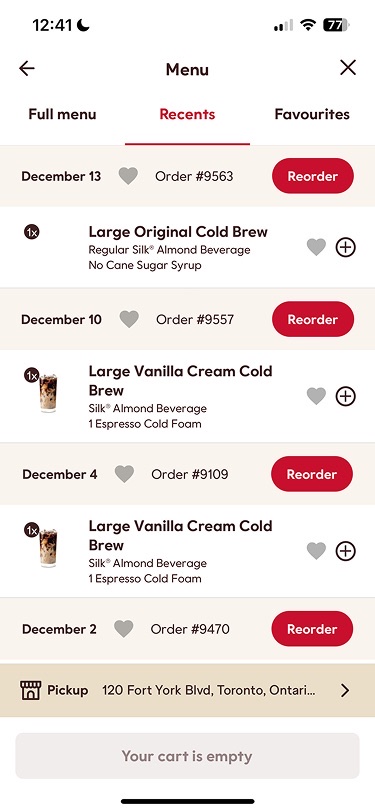 12:41
77
Menu
Full menu Recents Favourites
December 13 Order #9563 Reorder
1x
Large Original Cold Brew
Regular Silk® Almond Beverage
No Cane Sugar Syrup
December 10 Order #9557 Reorder
1x
Large Vanilla Cream Cold
Brew
Silk® Almond Beverage
1 Espresso Cold Foam
December 4 Order #9109 Reorder
1x
Large Vanilla Cream Cold
Brew
Silk® Almond Beverage
1 Espresso Cold Foam
December 2 Order #9470 Reorder
Pickup 120 Fort York Blvd, Toronto, Ontari...
Your cart is empty